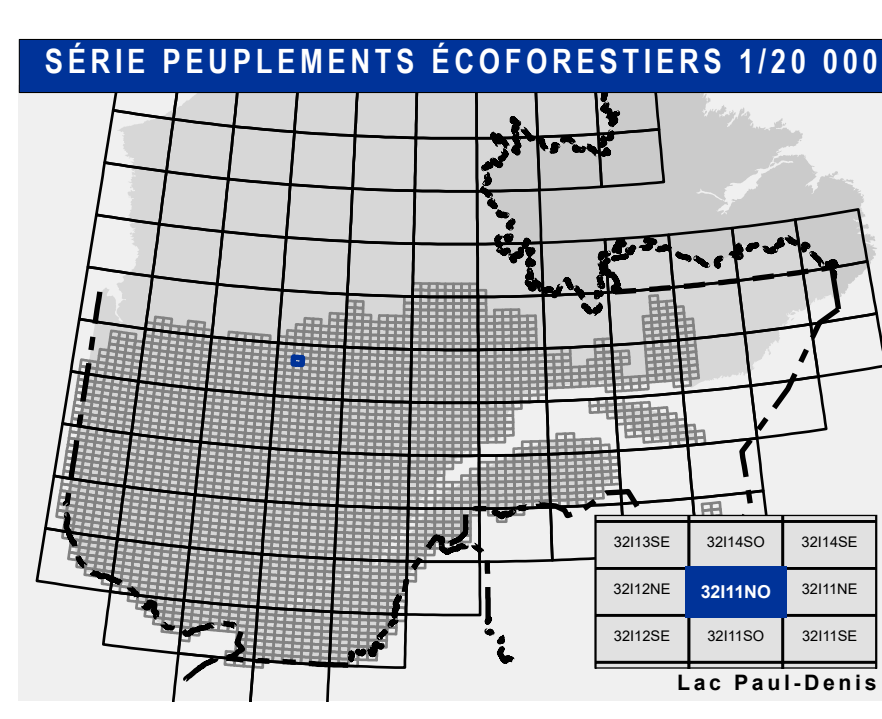 SÉRIE PEUPLEMENTS ÉCOFORESTIERS 1/20 000
32I13SE 32I14SO 32I14SE
32I12NE 32I11NO 32I11NE
32I12SE 32I11SO 32I11SE
Lac Paul-Denis